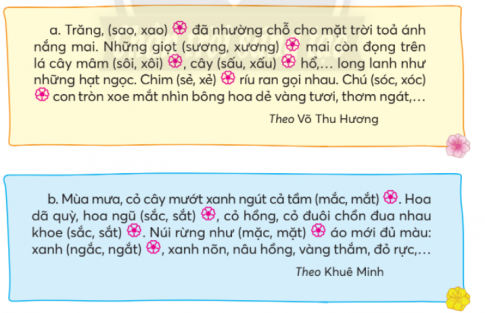 a. Trăng, (sao, xao) đã nhường chỗ cho mặt trời toả ánh
nắng mai. Những giọt (sương, xương) mai còn đọng trên
lá cây mâm (sôi, xôi) , cây (sấu, xấu) hổ,... long lanh như
những hạt ngọc. Chim (sẻ, xẻ) ríu ran gọi nhau. Chú (sóc, xóc)
con tròn xoe mắt nhìn bông hoa dẻ vàng tươi, thơm ngát,...
Theo Võ Thu Hương
b. Mùa mưa, cỏ cây mướt xanh ngút cả tầm (mắc, mắt) . Hoa
dã quỳ, hoa ngũ (sắc, sắt) , cỏ hồng, cỏ đuôi chồn đua nhau
khoe (sắc, sắt) . Núi rừng như (mặc, mặt) áo mới đủ màu:
xanh (ngắc, ngắt) , xanh nõn, nâu hồng, vàng thắm, đỏ rực,...
Theo Khuê Minh